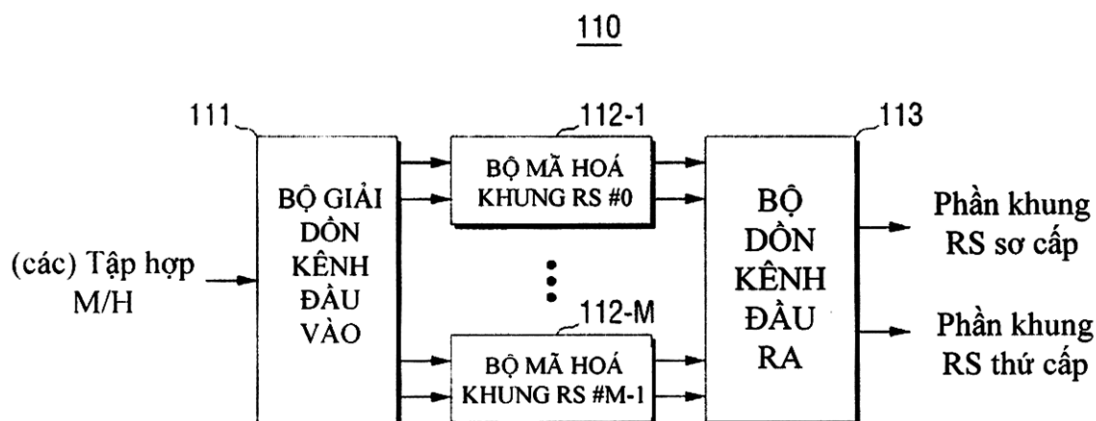 110
111
112-1
113
BỘ GIẢI
DỒN
KÊNH
ĐẦU
VÀO
BỘ MÃ HOÁ
KHUNG RS #0
BỘ
DỒN
KÊNH
ĐẦU
RA
(các) Tập hợp
M/H
Phần khung
RS sơ cấp
112-M
BỘ MÃ HOÁ
KHUNG RS #M-1
Phần khung
RS thứ cấp